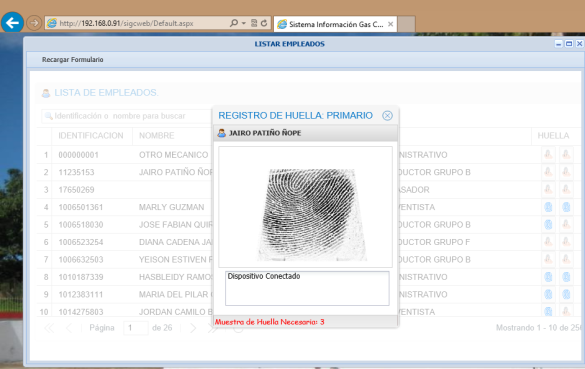 http://192.168.0.91/sigcweb/Default.aspx
Sistema Información Gas C...
LISTAR EMPLEADOS
Recargar Formulario
LISTA DE EMPLEADOS
Identificación o nombre para buscar
REGISTRO DE HUELLA: PRIMARIO
JAIRO PATIÑO ÑOPE
IDENTIFICACION NOMBRE HUELLA
1 000000001 OTRO MECANICO NISTRATIVO
2 11235153 JAIRO PATIÑO ÑOP DUCTOR GRUPO B
3 17650269
4 1006501361 MARLY GUZMAN VENTISTA
5 1006518030 JOSE FABIAN QUIR DUCTOR GRUPO B
6 1006523254 DIANA CADENA JA DUCTOR GRUPO F
7 1006632503 YEISON ESTIVEN F DUCTOR GRUPO B
8 1010187339 HASBLEIDY RAMO NISTRATIVO
9 1012383111 MARIA DEL PILAR NISTRATIVO
10 1014275803 JORDAN CAMILO B VENTISTA
Dispositivo Conectado
Muestra de Huella Necesaria: 3
Página 1 de 26
Mostrando 1 - 10 de 256